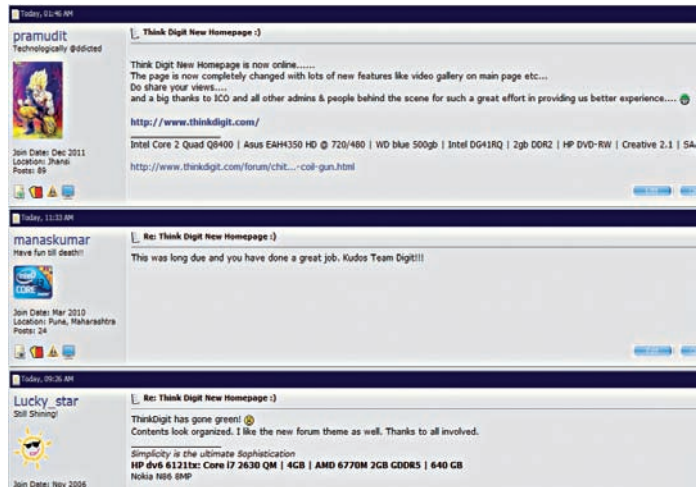 Today, 01:46 AM
pramudit
Technologically @ddicted
Join Date: Dec 2011
Location: Jhansi
Posts: 89
Think Digit New Homepage :)
Think Digit New Homepage is now online......
The page is now completely changed with lots of new features like video gallery on main page etc...
Do share your views....
and a big thanks to ICO and all other admins & people behind the scene for such a great effort in providing us better experience....
http://www.thinkdigit.com/
Intel Core 2 Quad Q8400 | Asus EAH4350 HD @ 720/480 | WD blue 500gb | Intel DG41RQ | 2gb DDR2 | HP DVD-RW | Creative 2.1 | SA
http://www.thinkdigit.com/forum/chit...-coil-gun.html
Today, 11:33 AM
manaskumar
Have fun till death!!
intel
CORE
Join Date: Mar 2010
Location: Pune, Maharashtra
Posts: 24
Re: Think Digit New Homepage :)
This was long due and you have done a great job. Kudos Team Digit!!!
Today, 09:26 AM
Lucky_star
Still Shining!
Join Date: Nov 2006
Re: Think Digit New Homepage :)
ThinkDigit has gone green!
Contents look organized. I like the new forum theme as well. Thanks to all involved.
Simplicity is the ultimate Sophistication
HP dv6 6121tx: Core i7 2630 QM | 4GB | AMD 6770M 2GB GDDR5 | 640 GB
Nokia N86 8MP